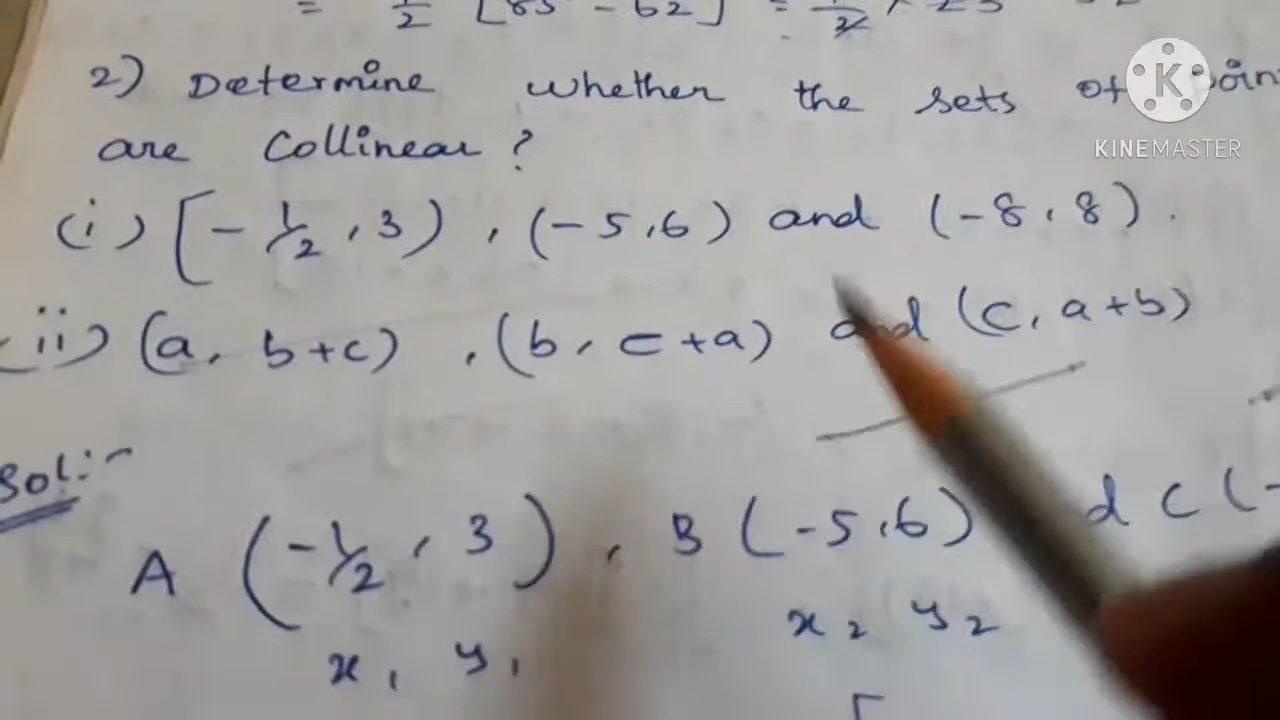 2) Determine whether the sets of
are collinear ?
(i) [- 1/2 , 3) , (-5, 6) and (-8, 8).
(ii) (a, b+c) , (b, c+a) and (c, a+b)
Sol:-
A (-1/2 , 3) , B (-5, 6) d C (-
x1 y1 x2 y2
KINEMASTER